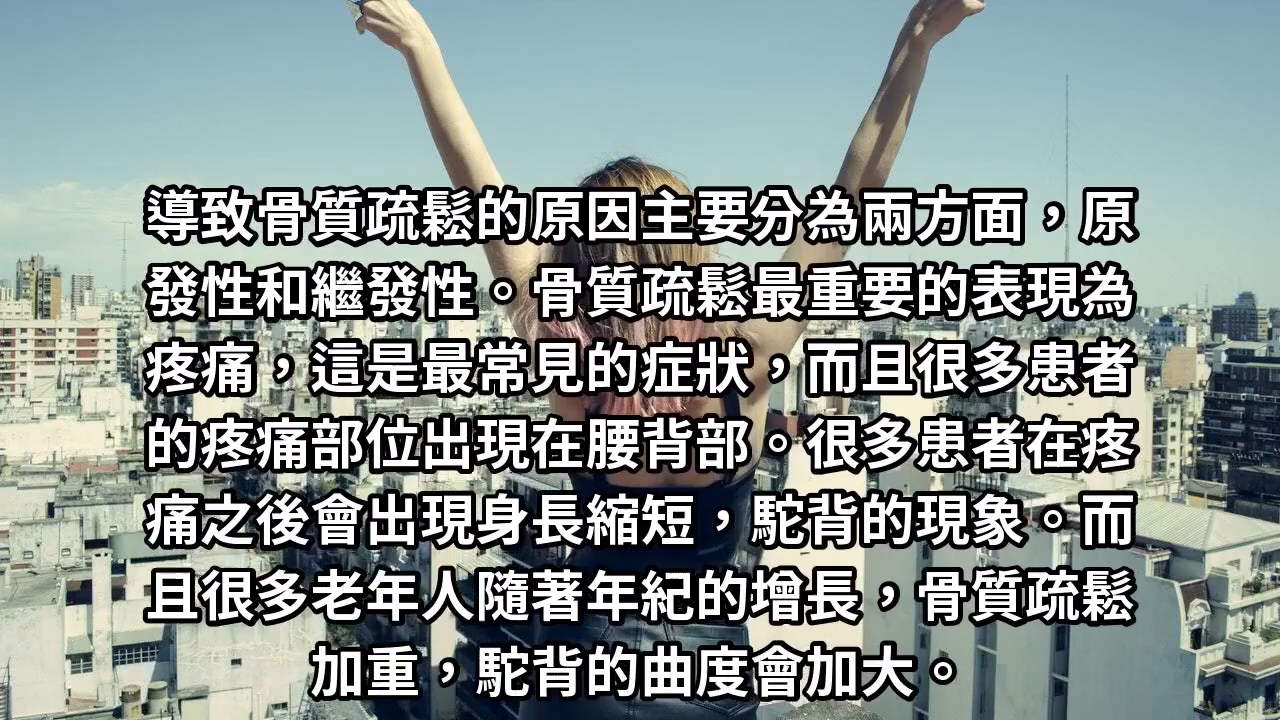 導致骨質疏鬆的原因主要分為兩方面，原
發性和繼發性。骨質疏鬆最重要的表現為
疼痛，這是最常見的症狀，而且很多患者
的疼痛部位出現在腰背部。很多患者在疼
痛之後會出現身長縮短，駝背的現象。而
且很多老年人隨著年紀的增長，骨質疏鬆
加重，駝背的曲度會加大。